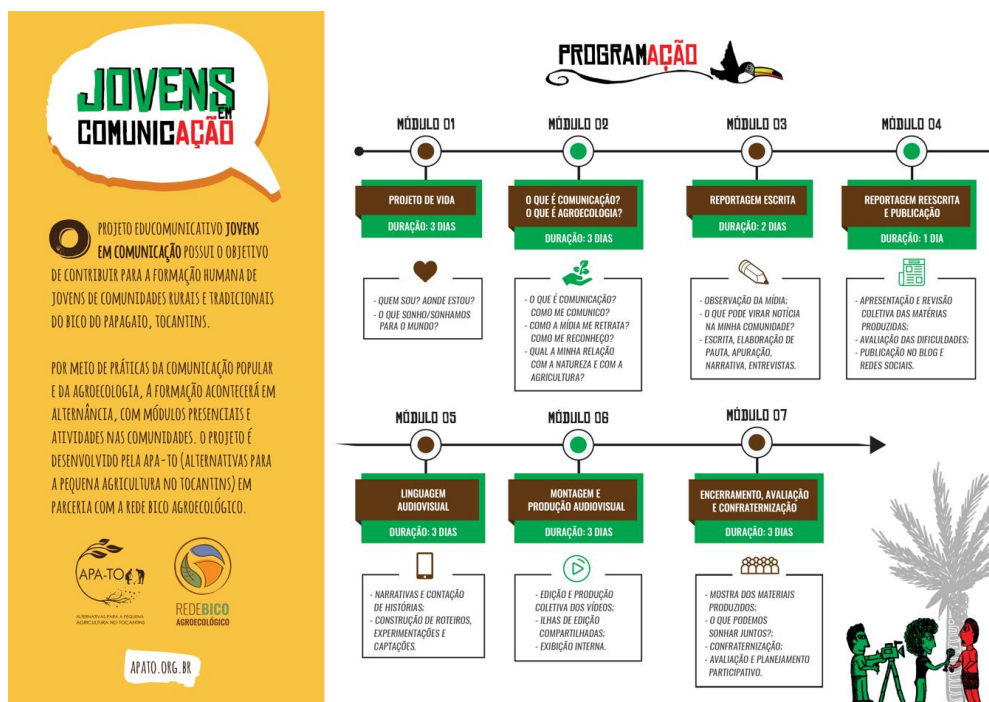 JOVENS
EM
COMUNICAÇÃO
O PROJETO EDUCOMUNICATIVO JOVENS
EM COMUNICAÇÃO POSSUI O OBJETIVO
DE CONTRIBUIR PARA A FORMAÇÃO HUMANA DE
JOVENS DE COMUNIDADES RURAIS E TRADICIONAIS
DO BICO DO PAPAGAIO, TOCANTINS.
POR MEIO DE PRÁTICAS DA COMUNICAÇÃO POPULAR
E DA AGROECOLOGIA, A FORMAÇÃO ACONTECERÁ EM
ALTERNÂNCIA, COM MÓDULOS PRESENCIAIS E
ATIVIDADES NAS COMUNIDADES. O PROJETO É
DESENVOLVIDO PELA APA-TO (ALTERNATIVAS PARA
A PEQUENA AGRICULTURA NO TOCANTINS) EM
PARCERIA COM A REDE BICO AGROECOLÓGICO.
APA-TO
ALTERNATIVAS PARA A PEQUENA
AGRICULTURA NO TOCANTINS
REDEBICO
AGROECOLÓGICO
APATO.ORG.BR
PROGRAMAÇÃO
MÓDULO 01
PROJETO DE VIDA
DURAÇÃO: 3 DIAS
- QUEM SOU? AONDE ESTOU?
- O QUE SONHO/SONHAMOS
PARA O MUNDO?
MÓDULO 02
O QUE É COMUNICAÇÃO?
O QUE É AGROECOLOGIA?
DURAÇÃO: 3 DIAS
- O QUE É COMUNICAÇÃO?
COMO ME COMUNICO?
- COMO A MÍDIA ME RETRATA?
COMO ME RECONHEÇO?
- QUAL A MINHA RELAÇÃO
COM A NATUREZA E COM A
AGRICULTURA?
MÓDULO 03
REPORTAGEM ESCRITA
DURAÇÃO: 2 DIAS
- OBSERVAÇÃO DA MÍDIA;
- O QUE PODE VIRAR NOTÍCIA
NA MINHA COMUNIDADE?
- ESCRITA, ELABORAÇÃO DE
PAUTA, APURAÇÃO,
NARRATIVA, ENTREVISTAS.
MÓDULO 04
REPORTAGEM REESCRITA
E PUBLICAÇÃO
DURAÇÃO: 1 DIA
- APRESENTAÇÃO E REVISÃO
COLETIVA DAS MATÉRIAS
PRODUZIDAS;
- AVALIAÇÃO DAS DIFICULDADES;
- PUBLICAÇÃO NO BLOG E
REDES SOCIAIS.
MÓDULO 05
LINGUAGEM
AUDIOVISUAL
DURAÇÃO: 3 DIAS
- NARRATIVAS E CONTAÇÃO
DE HISTÓRIAS;
- CONSTRUÇÃO DE ROTEIROS,
EXPERIMENTAÇÕES E
CAPTAÇÕES.
MÓDULO 06
MONTAGEM E
PRODUÇÃO AUDIOVISUAL
DURAÇÃO: 3 DIAS
- EDIÇÃO E PRODUÇÃO
COLETIVA DOS VÍDEOS;
- ILHAS DE EDIÇÃO
COMPARTILHADAS;
- EXIBIÇÃO INTERNA.
MÓDULO 07
ENCERRAMENTO, AVALIAÇÃO
E CONFRATERNIZAÇÃO
DURAÇÃO: 3 DIAS
- MOSTRA DOS MATERIAIS
PRODUZIDOS;
- O QUE PODEMOS
SONHAR JUNTOS?;
- CONFRATERNIZAÇÃO;
- AVALIAÇÃO E PLANEJAMENTO
PARTICIPATIVO.